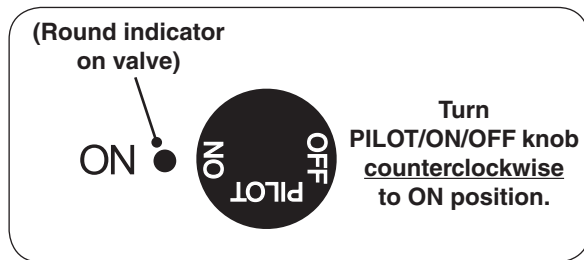 (Round indicator
on valve)
ON
ON
PILOT
OFF
Turn
PILOT/ON/OFF knob
counterclockwise
to ON position.